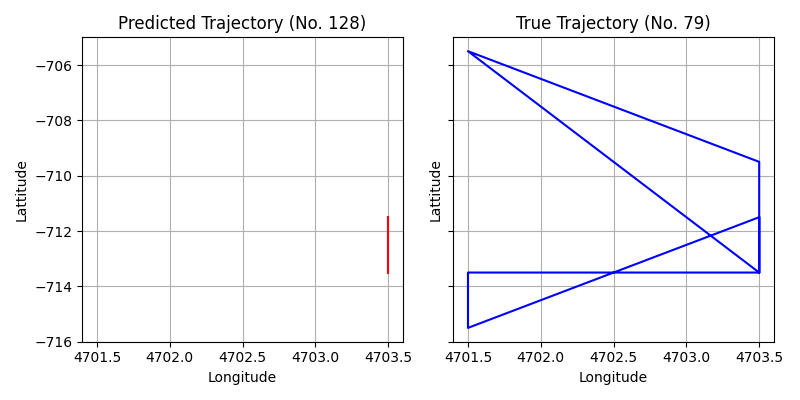 Predicted Trajectory (No. 128)
True Trajectory (No. 79)
Lattitude
−706
−708
−710
−712
−714
−716
4701.5 4702.0 4702.5 4703.0 4703.5
Longitude
Lattitude
4701.5 4702.0 4702.5 4703.0 4703.5
Longitude